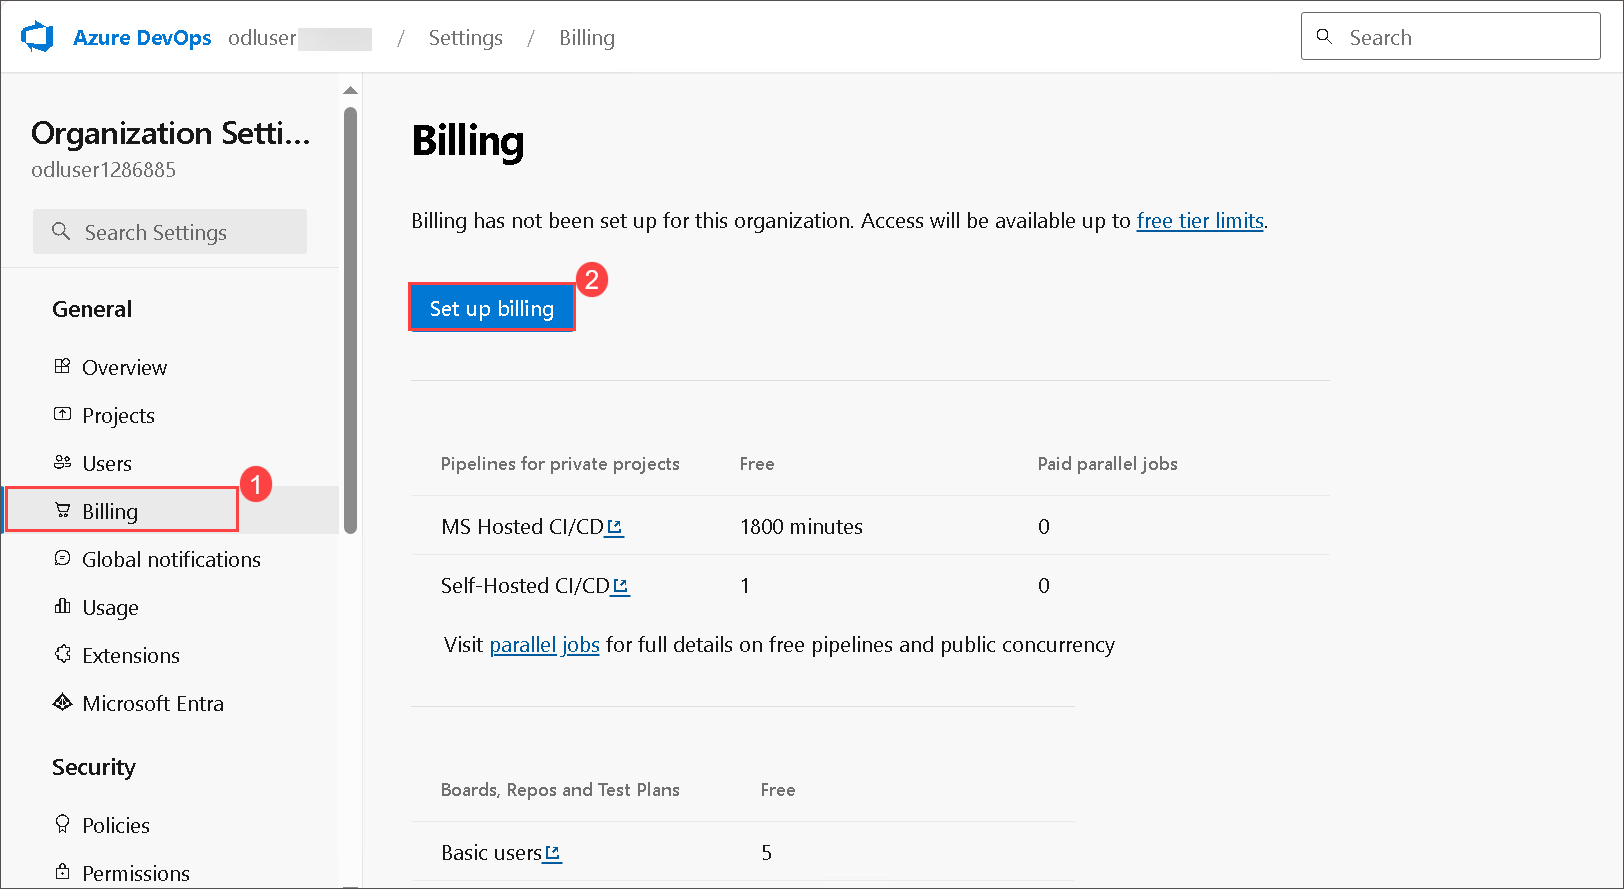 Azure DevOps odluser / Settings / Billing Search
Organization Setti...
odluser1286885
Search Settings
General
Overview
Projects
Users
1
Billing
Global notifications
Usage
Extensions
Microsoft Entra
Security
Policies
Permissions
Billing
Billing has not been set up for this organization. Access will be available up to free tier limits.
2
Set up billing
Pipelines for private projects Free Paid parallel jobs
MS Hosted CI/CD 1800 minutes 0
Self-Hosted CI/CD 1 0
Visit parallel jobs for full details on free pipelines and public concurrency
Boards, Repos and Test Plans Free
Basic users 5